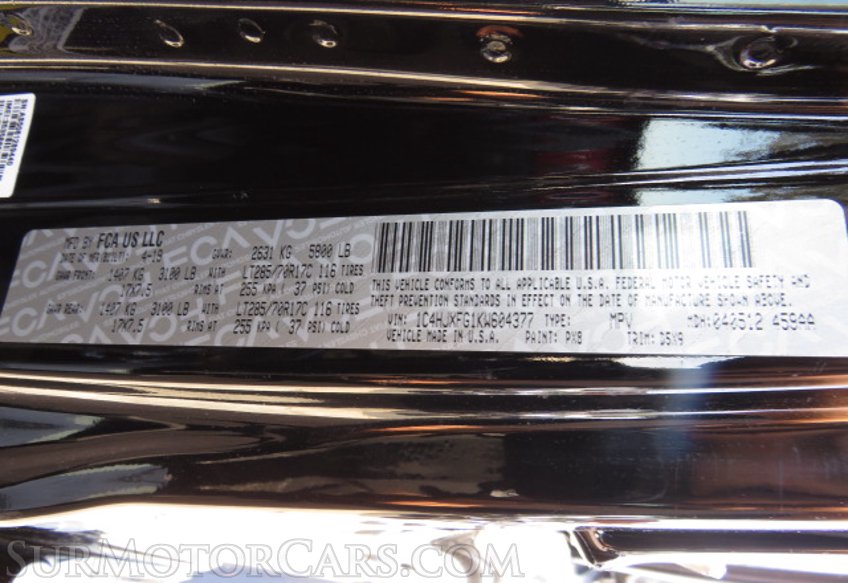 MFD BY FCA US LLC
DATE OF MFR(BUILT): 4-19 GVWR: 2631 KG 5800 LB
GAWR FRONT: 1407 KG 3100 LB WITH LT285/70R17C 116 TIRES
17X7.5 RIMS AT 255 KPA ( 37 PSI) COLD
GAWR REAR: 1407 KG 3100 LB WITH LT285/70R17C 116 TIRES
17X7.5 RIMS AT 255 KPA ( 37 PSI) COLD
THIS VEHICLE CONFORMS TO ALL APPLICABLE U.S.A. FEDERAL MOTOR VEHICLE SAFETY AND
THEFT PREVENTION STANDARDS IN EFFECT ON THE DATE OF MANUFACTURE SHOWN ABOVE.
VIN: 1C4HJXFG1KW604377 TYPE: MPV MDH: 040512 459AA
VEHICLE MADE IN U.S.A. PAINT: PX8 TRIM: D5X9
SURMOTORCARS.COM